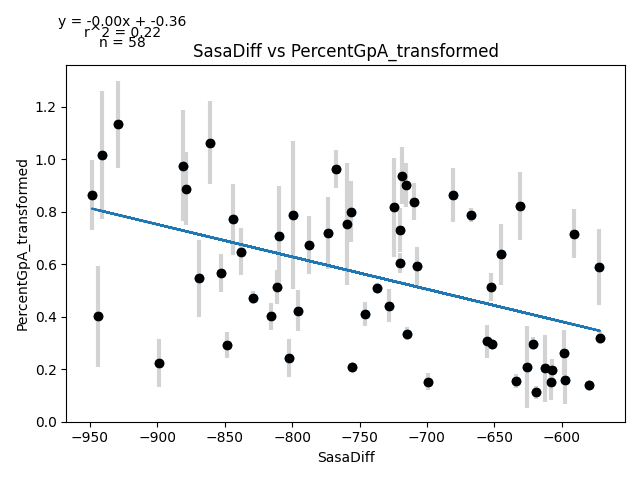 y = -0.00x + -0.36
r^2 = 0.22
n = 58
SasaDiff vs PercentGpA_transformed
PercentGpA_transformed
1.2
1.0
0.8
0.6
0.4
0.2
0.0
−950
−900
−850
−800
−750
−700
−650
−600
SasaDiff